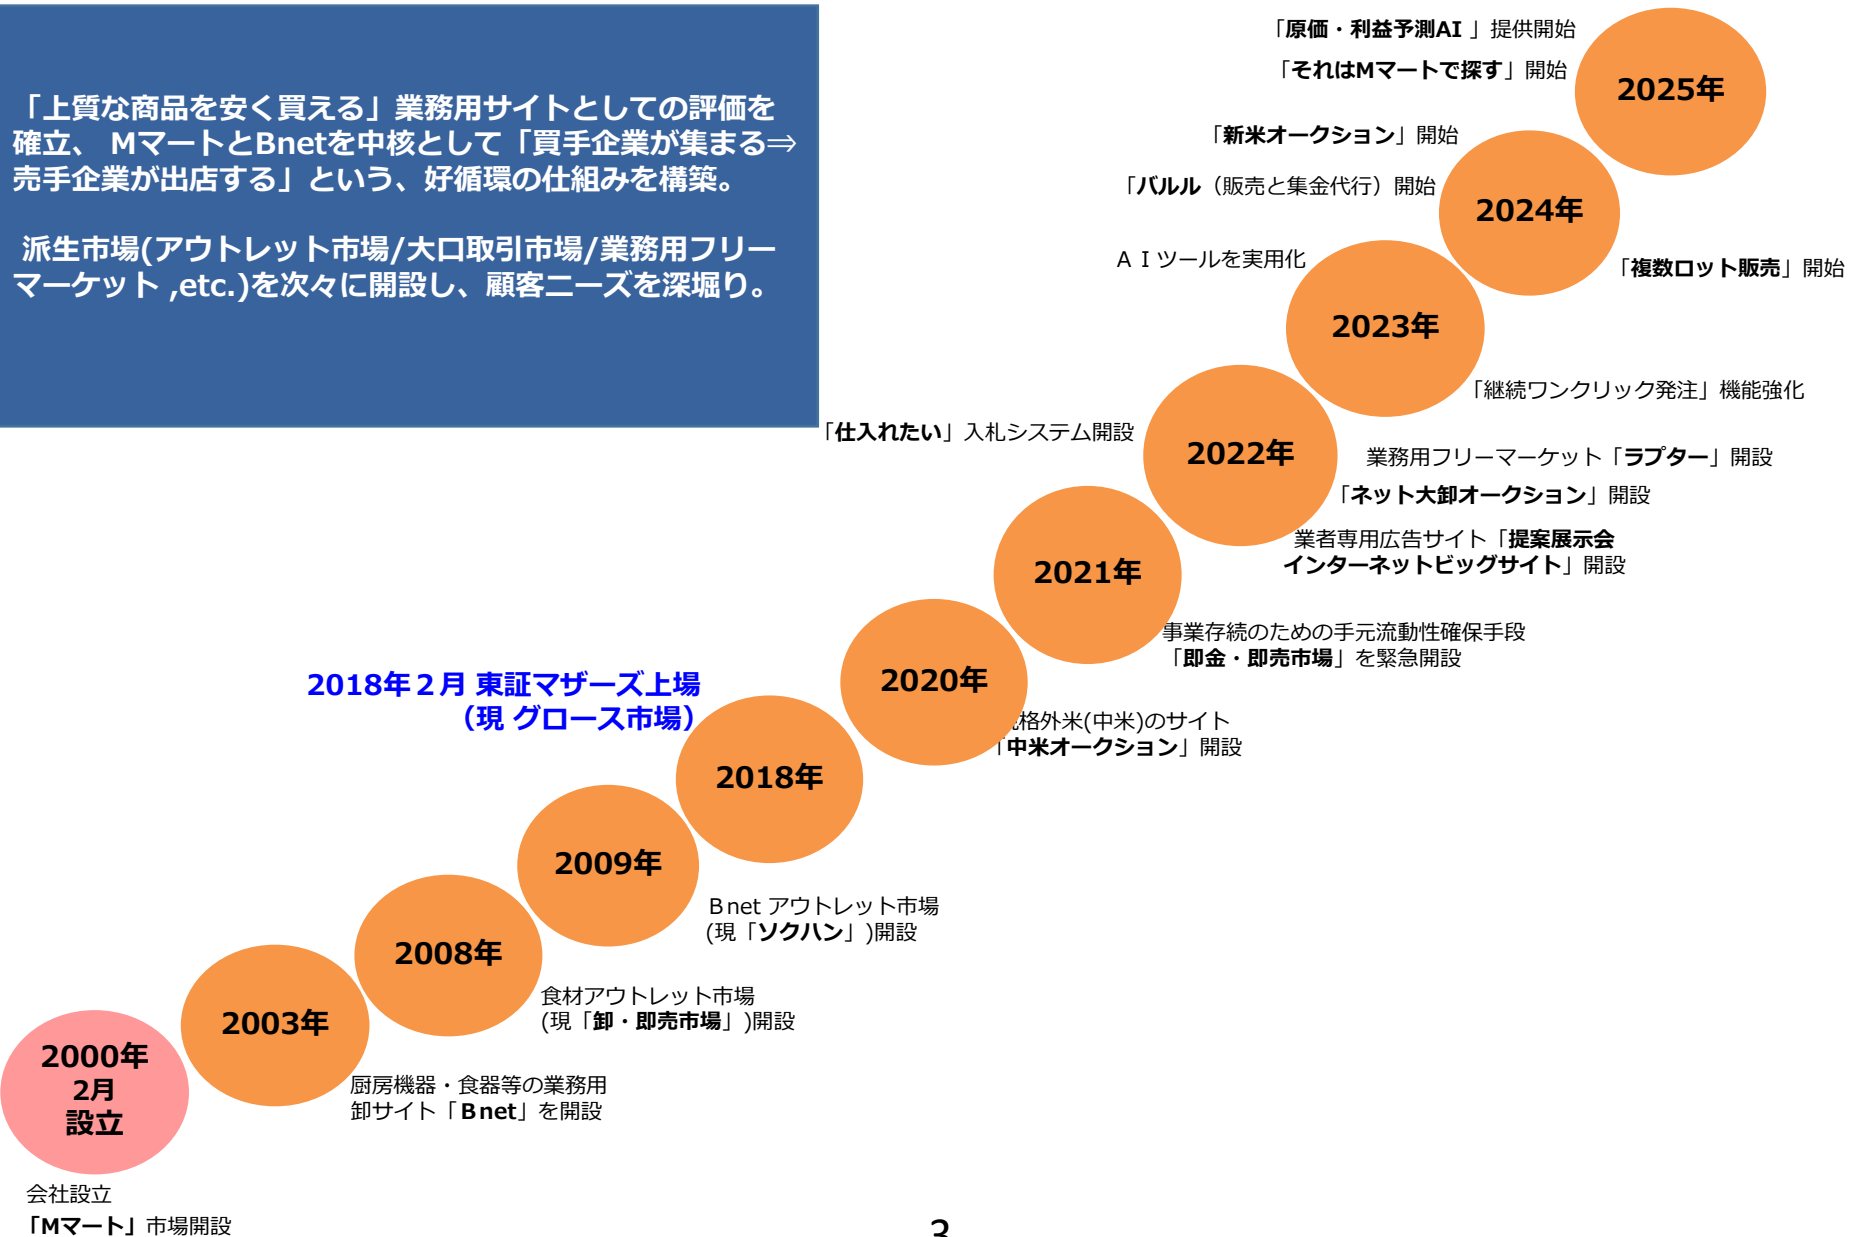 「上質な商品を安く買える」業務用サイトとしての評価を
確立、 MマートとBnetを中核として「買手企業が集まる⇒
売手企業が出店する」という、好循環の仕組みを構築。
派生市場(アウトレット市場/大口取引市場/業務用フリー
マーケット ,etc.)を次々に開設し、顧客ニーズを深堀り。
「原価・利益予測AI 」提供開始
「それはMマートで探す」開始
2025年
「新米オークション」開始
「バルル（販売と集金代行）開始
2024年
「複数ロット販売」開始
ＡＩツールを実用化
2023年
「継続ワンクリック発注」機能強化
「仕入れたい」入札システム開設
2022年
業務用フリーマーケット「ラプター」開設
「ネット大卸オークション」開設
業者専用広告サイト「提案展示会
インターネットビッグサイト」開設
2021年
事業存続のための手元流動性確保手段
「即金・即売市場」を緊急開設
2020年
格外米(中米)のサイト
「中米オークション」開設
2018年２月 東証マザーズ上場
（現 グロース市場）
2018年
2009年
Ｂnet アウトレット市場
(現「ソクハン」)開設
2008年
食材アウトレット市場
(現「卸・即売市場」)開設
2003年
厨房機器・食器等の業務用
卸サイト「Ｂnet」を開設
2000年
2月
設立
会社設立
「Mマート」市場開設
3